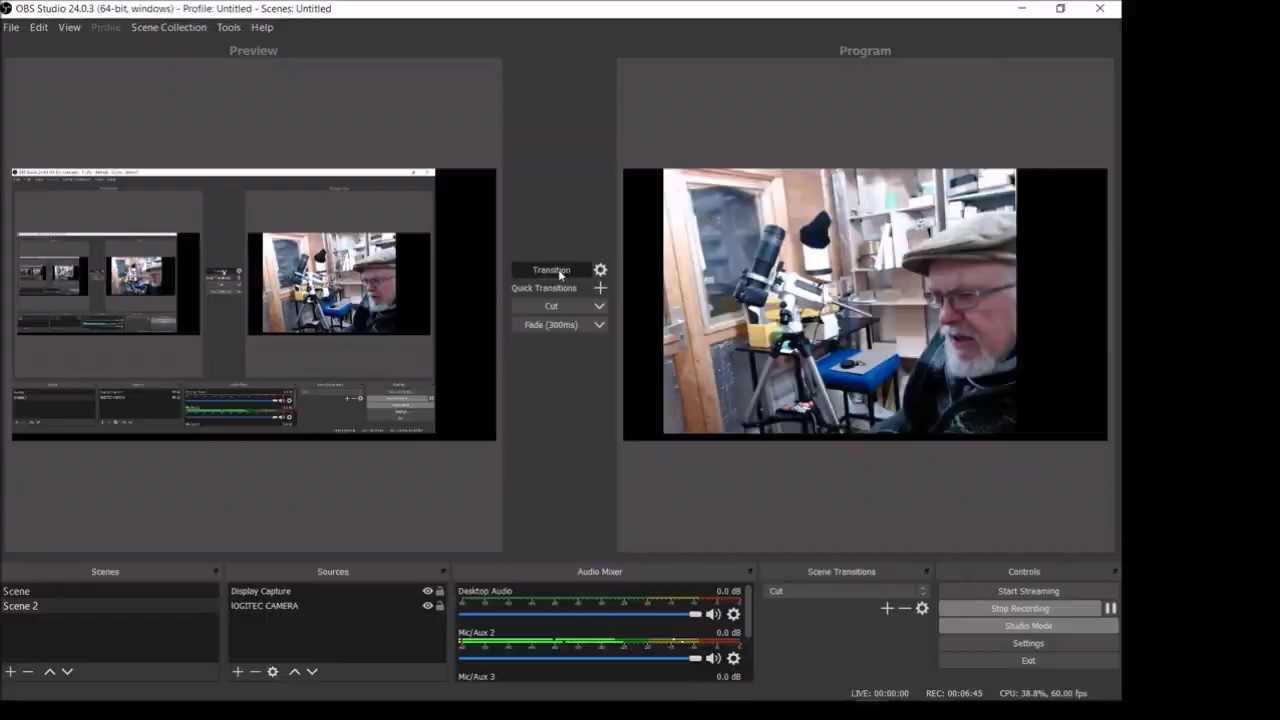 OBS Studio 24.0.3 (64-bit, windows) - Profile: Untitled - Scenes: Untitled
File Edit View Profile Scene Collection Tools Help
Preview
Program
Transition
Quick Transitions
Cut
Fade (300ms)
Scenes
Sources
Audio Mixer
Scene Transitions
Controls
Scene
Scene 2
Display Capture
lOGITEC CAMERA
Desktop Audio 0.0 dB
Mic/Aux 2 0.0 dB
Mic/Aux 3 0.0 dB
Cut
Start Streaming
Stop Recording
Studio Mode
Settings
Exit
LIVE: 00:00:00 REC: 00:06:45 CPU: 38.8%, 60.00 fps